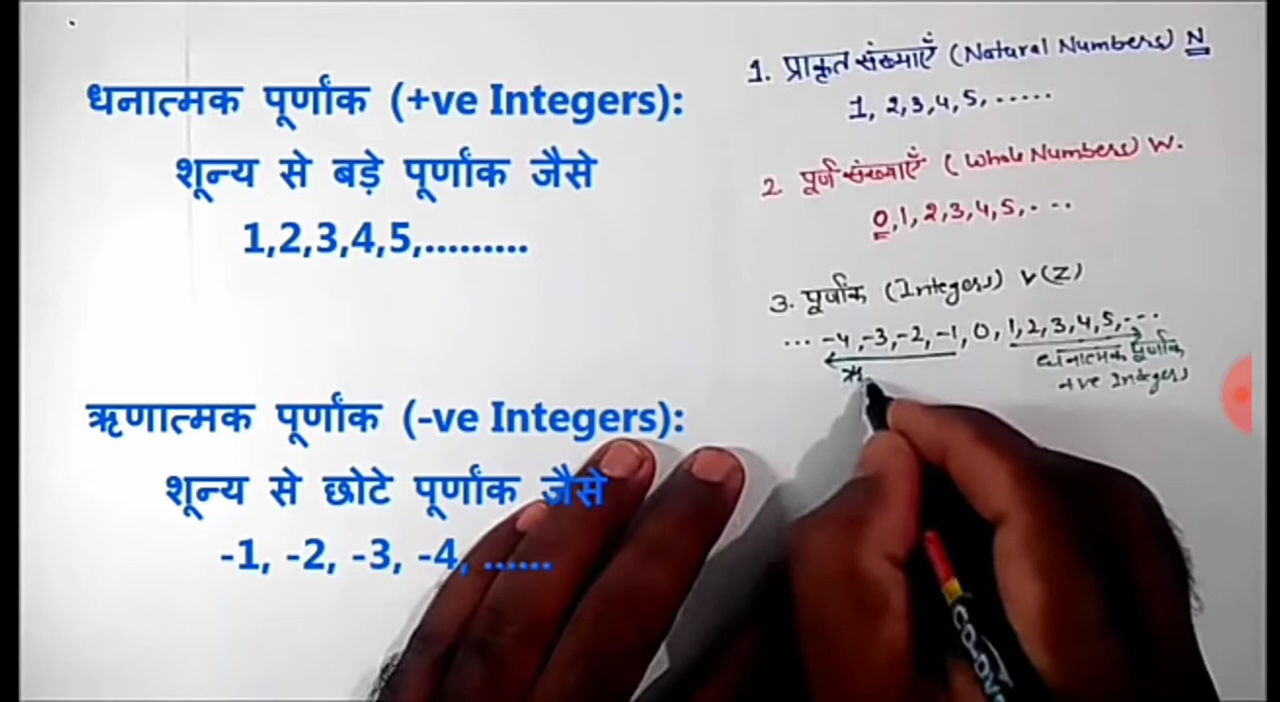 धनात्मक पूर्णांक (+ve Integers):
शून्य से बड़े पूर्णांक जैसे
1,2,3,4,5,.........
ऋणात्मक पूर्णांक (-ve Integers):
शून्य से छोटे पूर्णांक जैसे
-1, -2, -3, -4, ......
1. प्राकृत संख्याएँ (Natural Numbers) N
1, 2,3,4,5, .....
2. पूर्ण संख्याएँ (Whole Numbers) W.
0,1,2,3,4,5,...
3. पूर्णांक (Integers) (Z)
... -4,-3,-2,-1,0,1,2,3,4,5,...
धनात्मक पूर्णांक
+ve Integers